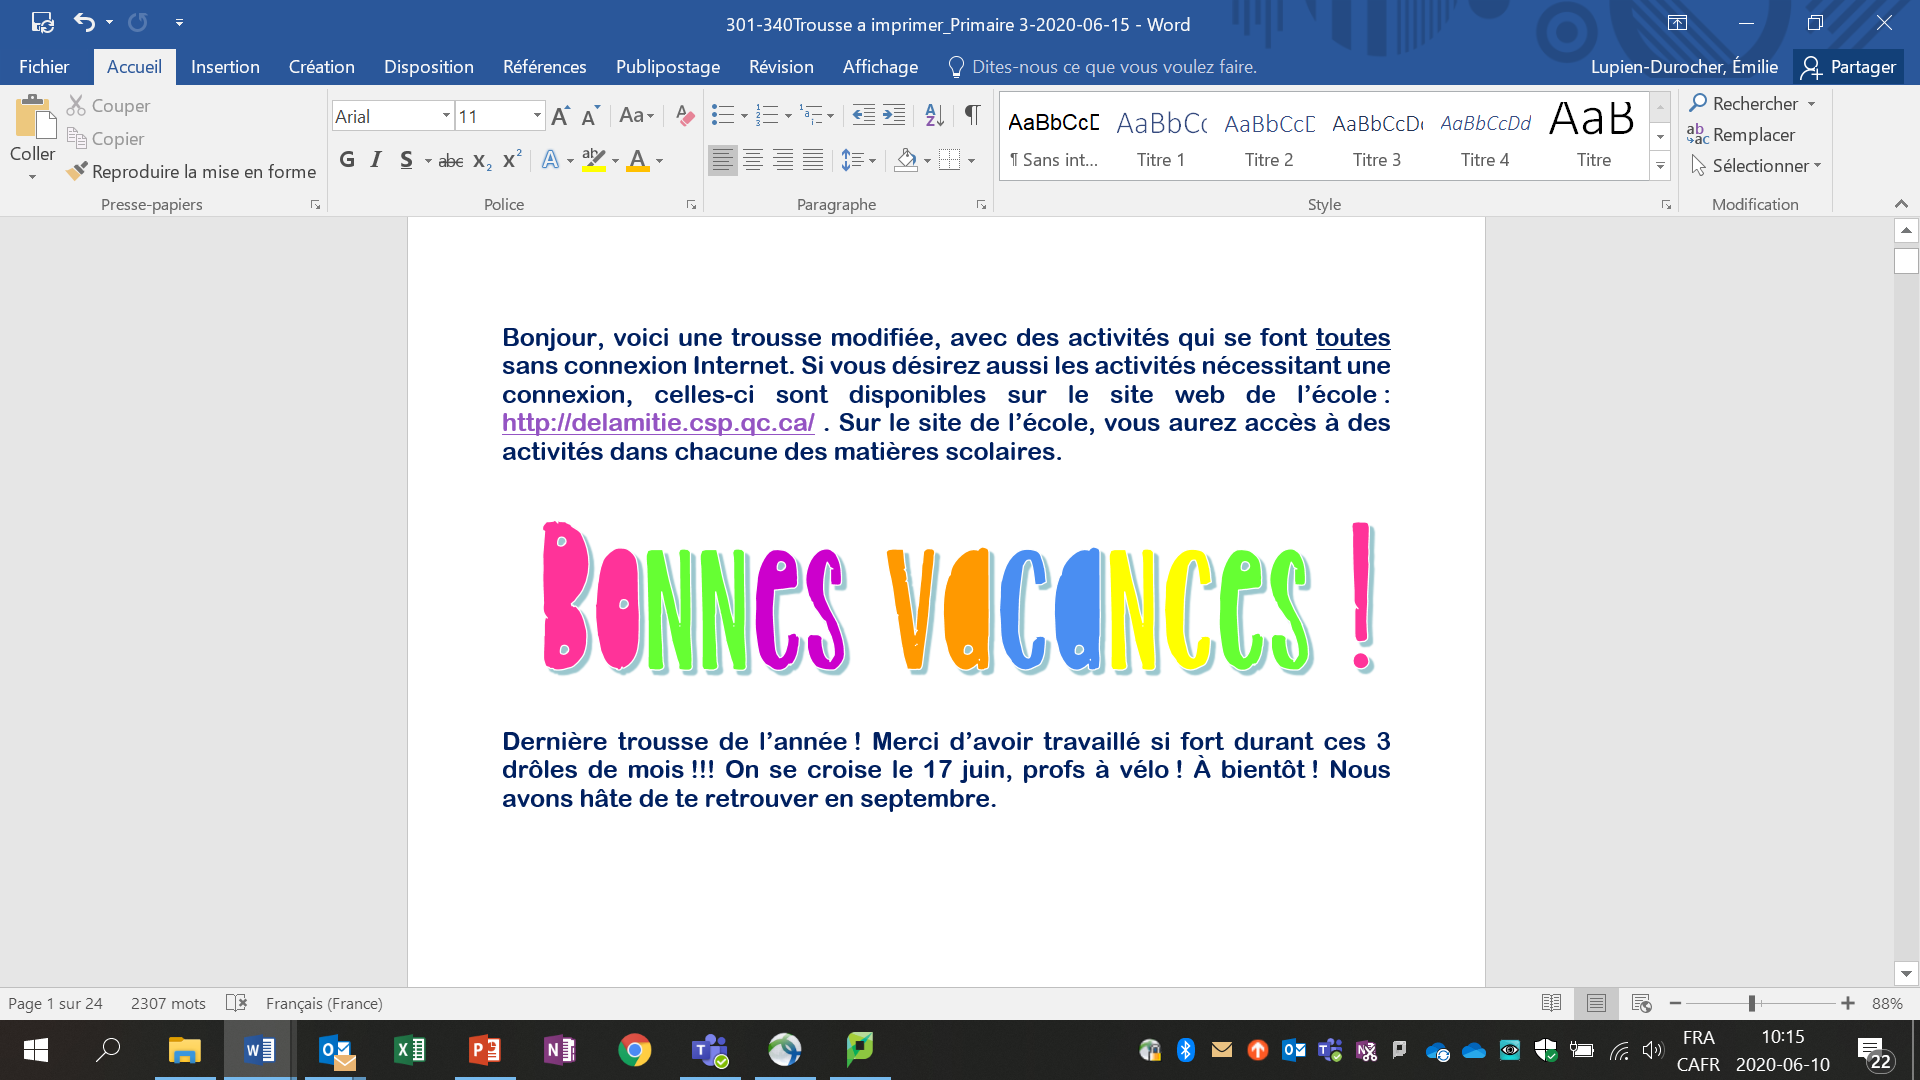 301-340Trousse a imprimer_Primaire 3-2020-06-15 - Word
Fichier Accueil Insertion Création Disposition Références Publipostage Révision Affichage Dites-nous ce que vous voulez faire. Lupien-Durocher, Émilie Partager
Coller
Couper
Copier
Reproduire la mise en forme
Presse-papiers
Arial 11
G I S abc X₂ X²
Police
Paragraphe
AaBbCcD AaBbCc AaBbCcD AaBbCcDc AaBbCcDd AaB
¶ Sans int... Titre 1 Titre 2 Titre 3 Titre 4 Titre
Style
Rechercher
Remplacer
Sélectionner
Modification
Bonjour, voici une trousse modifiée, avec des activités qui se font toutes
sans connexion Internet. Si vous désirez aussi les activités nécessitant une
connexion, celles-ci sont disponibles sur le site web de l’école :
http://delamitie.csp.qc.ca/ . Sur le site de l’école, vous aurez accès à des
activités dans chacune des matières scolaires.
Bonnes vacances !
Dernière trousse de l’année ! Merci d’avoir travaillé si fort durant ces 3
drôles de mois !!! On se croise le 17 juin, profs à vélo ! À bientôt ! Nous
avons hâte de te retrouver en septembre.
Page 1 sur 24 2307 mots Français (France) 88%
FRA 10:15
CAFR 2020-06-10 22